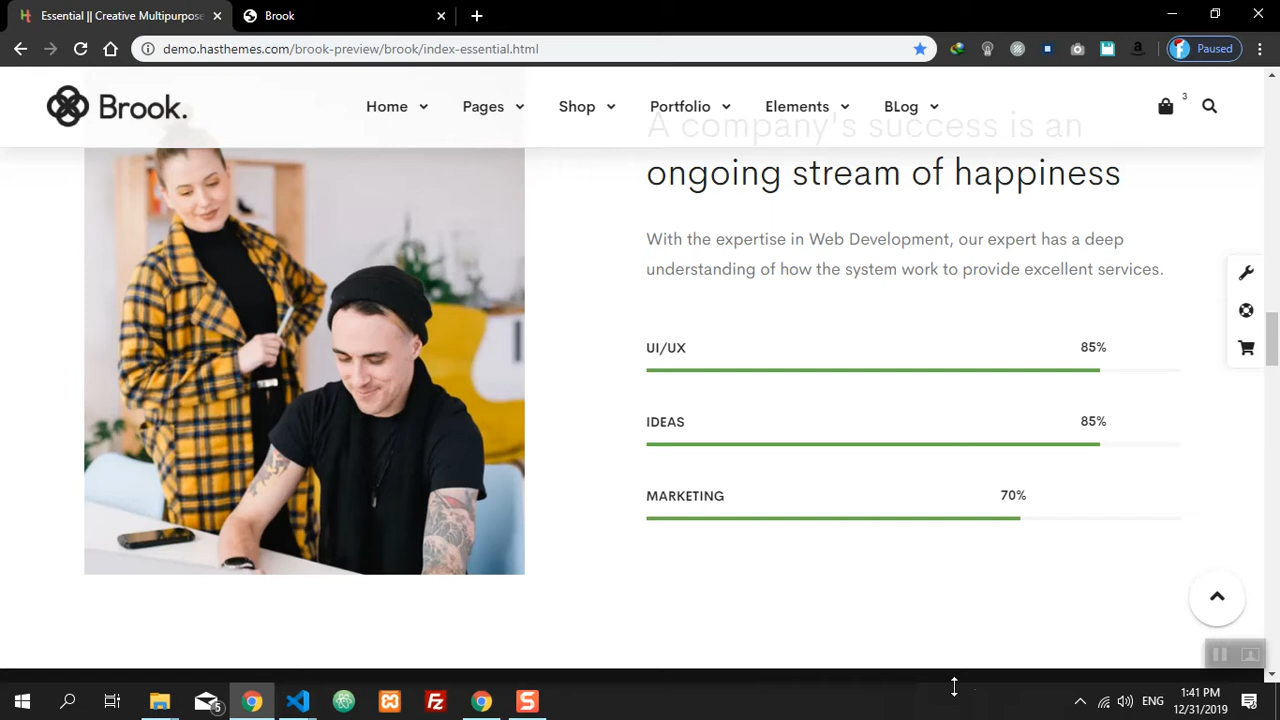 Essential || Creative Multipurpose
Brook
demo.hasthemes.com/brook-preview/brook/index-essential.html
Paused
Brook.
Home
Pages
Shop
Portfolio
Elements
BLog
3
A company's success is an
ongoing stream of happiness
With the expertise in Web Development, our expert has a deep
understanding of how the system work to provide excellent services.
UI/UX
85%
IDEAS
85%
MARKETING
70%
5
ENG
1:41 PM
12/31/2019